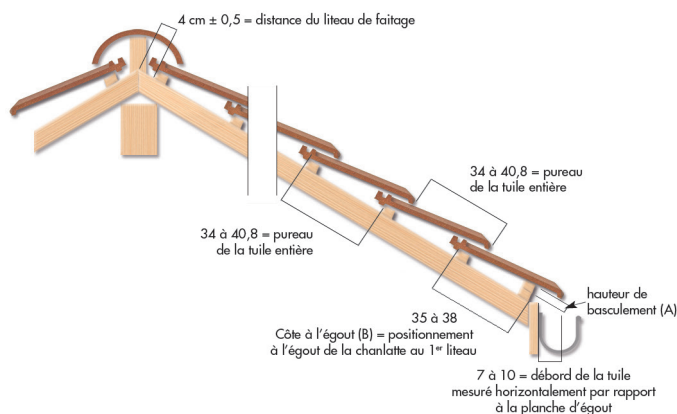 4 cm ± 0,5 = distance du liteau de faitage
34 à 40,8 = pureau
de la tuile entière
34 à 40,8 = pureau
de la tuile entière
hauteur de
basculement (A)
35 à 38
Côte à l'égout (B) = positionnement
à l'égout de la chanlatte au 1er liteau
7 à 10 = débord de la tuile
mesuré horizontalement par rapport
à la planche d'égout